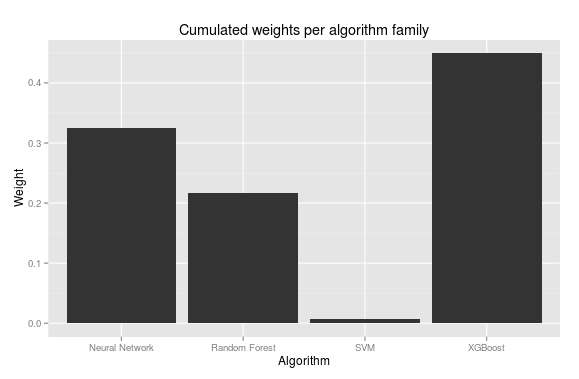 Cumulated weights per algorithm family
Weight
0.4
0.3
0.2
0.1
0.0
Neural Network Random Forest SVM XGBoost
Algorithm